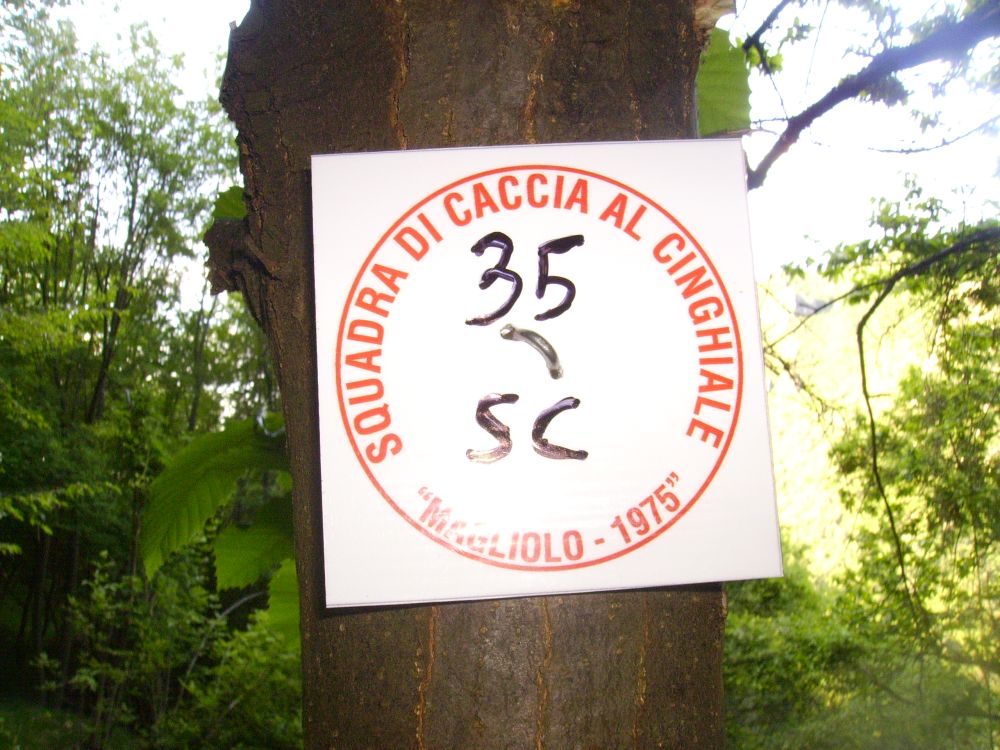 SQUADRA DI CACCIA AL CINGHIALE
35
SC
"MAGLIOLO - 1975"